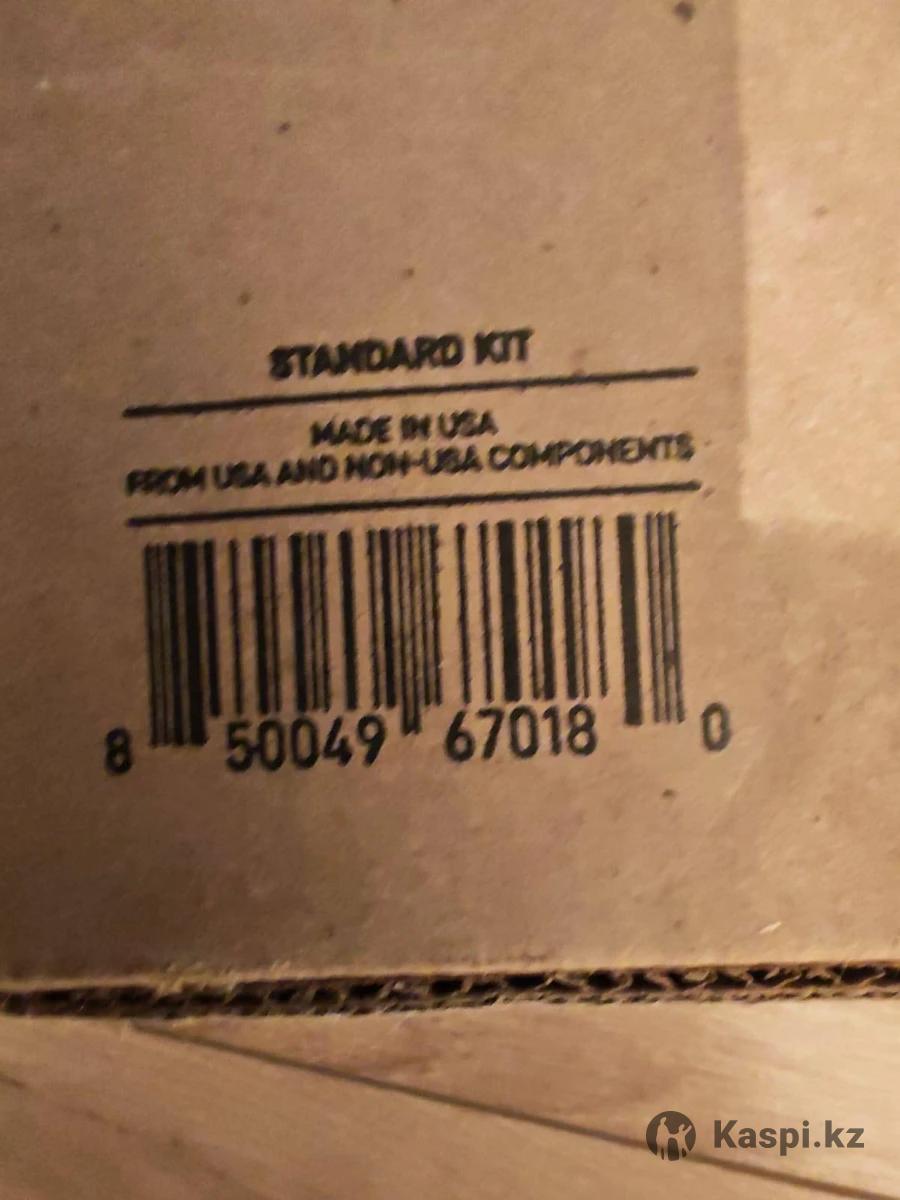 STANDARD KIT
MADE IN USA
FROM USA AND NON-USA COMPONENTS
8 50049 67018 0
Kaspi.kz